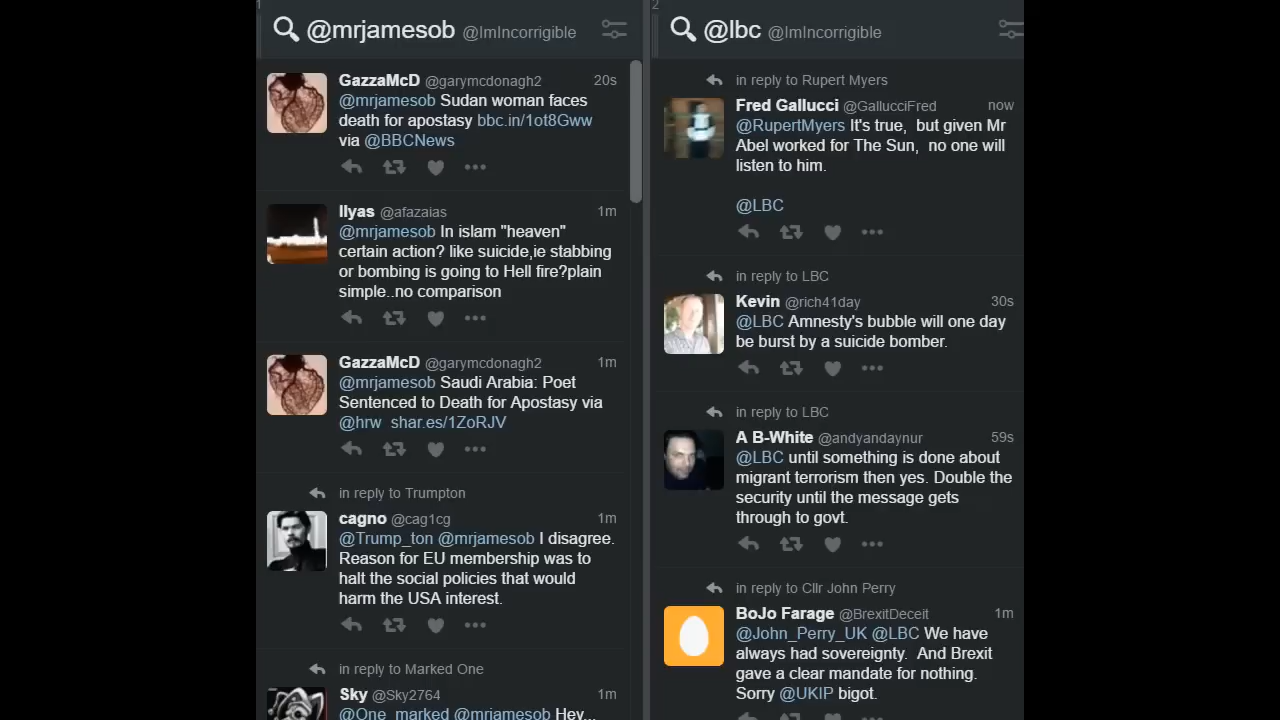 1
@mrjamesob @ImIncorrigible
GazzaMcD @garymcdonagh2 20s
@mrjamesob Sudan woman faces
death for apostasy bbc.in/1ot8Gww
via @BBCNews
Ilyas @afazaias 1m
@mrjamesob In islam "heaven"
certain action? like suicide,ie stabbing
or bombing is going to Hell fire?plain
simple..no comparison
GazzaMcD @garymcdonagh2 1m
@mrjamesob Saudi Arabia: Poet
Sentenced to Death for Apostasy via
@hrw shar.es/1ZoRJV
in reply to Trumpton
cagno @cag1cg 1m
@Trump_ton @mrjamesob I disagree.
Reason for EU membership was to
halt the social policies that would
harm the USA interest.
in reply to Marked One
Sky @Sky2764 1m
@One_marked @mrjamesob Hey...
2
@lbc @ImIncorrigible
in reply to Rupert Myers
Fred Gallucci @GallucciFred now
@RupertMyers It's true, but given Mr
Abel worked for The Sun, no one will
listen to him.
@LBC
in reply to LBC
Kevin @rich41day 30s
@LBC Amnesty's bubble will one day
be burst by a suicide bomber.
in reply to LBC
A B-White @andyandaynur 59s
@LBC until something is done about
migrant terrorism then yes. Double the
security until the message gets
through to govt.
in reply to Cllr John Perry
BoJo Farage @BrexitDeceit 1m
@John_Perry_UK @LBC We have
always had sovereignty. And Brexit
gave a clear mandate for nothing.
Sorry @UKIP bigot.